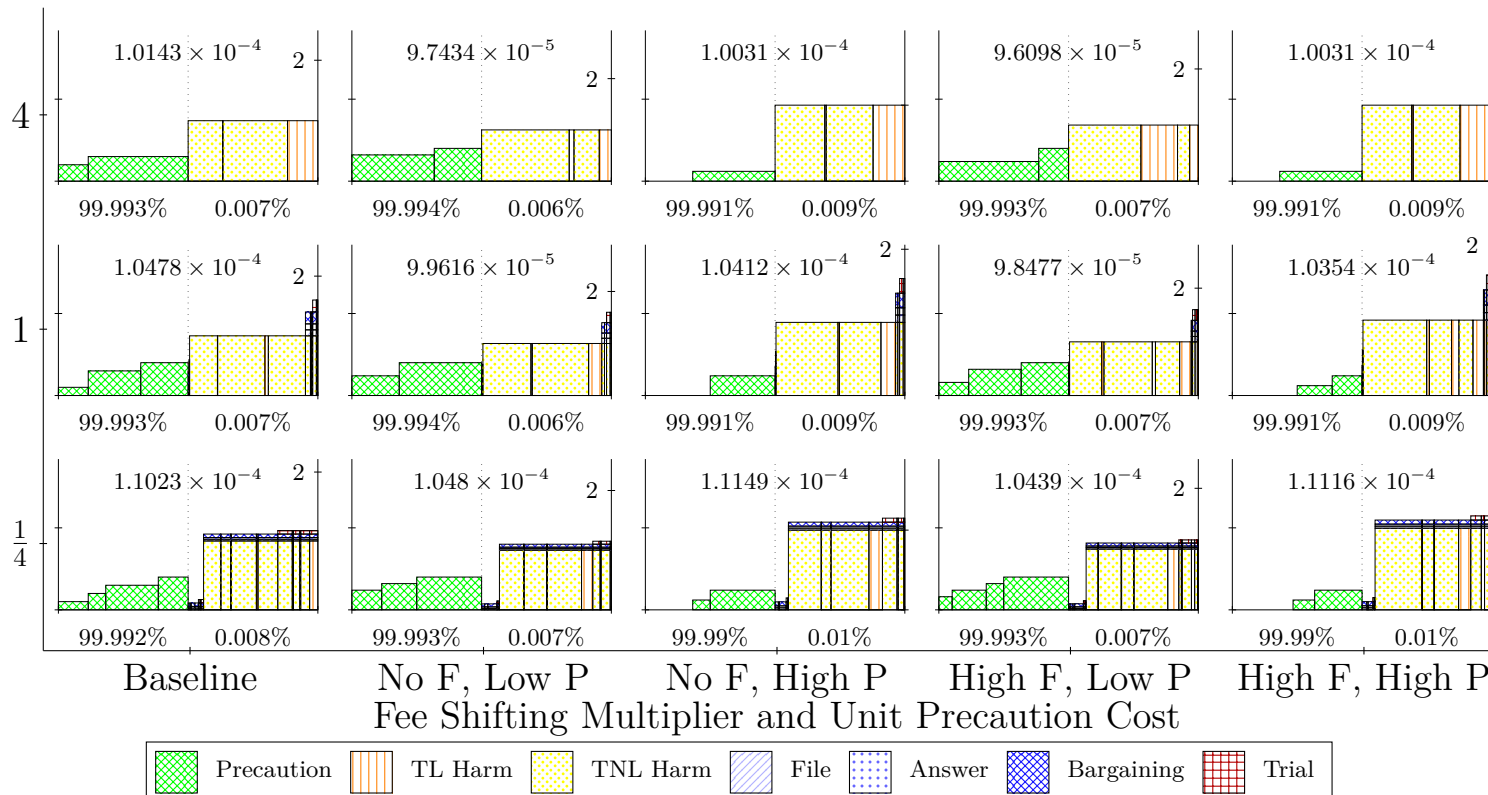 1.0143 × 10⁻⁴ 9.7434 × 10⁻⁵ 1.0031 × 10⁻⁴ 9.6098 × 10⁻⁵ 1.0031 × 10⁻⁴
2 2 2
4
99.993% 0.007% 99.994% 0.006% 99.991% 0.009% 99.993% 0.007% 99.991% 0.009%
2 2
1.0478 × 10⁻⁴ 9.9616 × 10⁻⁵ 1.0412 × 10⁻⁴ 9.8477 × 10⁻⁵ 1.0354 × 10⁻⁴
2 2 2
1
99.993% 0.007% 99.994% 0.006% 99.991% 0.009% 99.993% 0.007% 99.991% 0.009%
2
1.1023 × 10⁻⁴ 1.048 × 10⁻⁴ 1.1149 × 10⁻⁴ 1.0439 × 10⁻⁴ 1.1116 × 10⁻⁴
2 2
1/4
99.992% 0.008% 99.993% 0.007% 99.99% 0.01% 99.993% 0.007% 99.99% 0.01%
Baseline No F, Low P No F, High P High F, Low P High F, High P
Fee Shifting Multiplier and Unit Precaution Cost
Precaution TL Harm TNL Harm File Answer Bargaining Trial